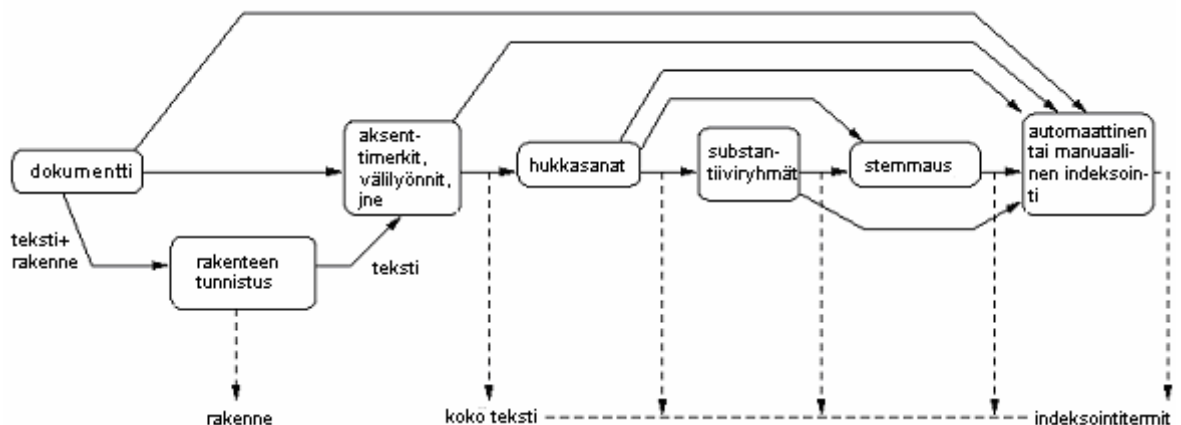 dokumentti
teksti+
rakenne
rakenteen
tunnistus
teksti
aksent-
timerkit,
välilyönnit,
jne
hukkasanat
substan-
tiiviryhmät
stemmaus
automaattinen
tai manuaali-
nen indeksoin-
ti
rakenne
koko teksti
indeksointitermit